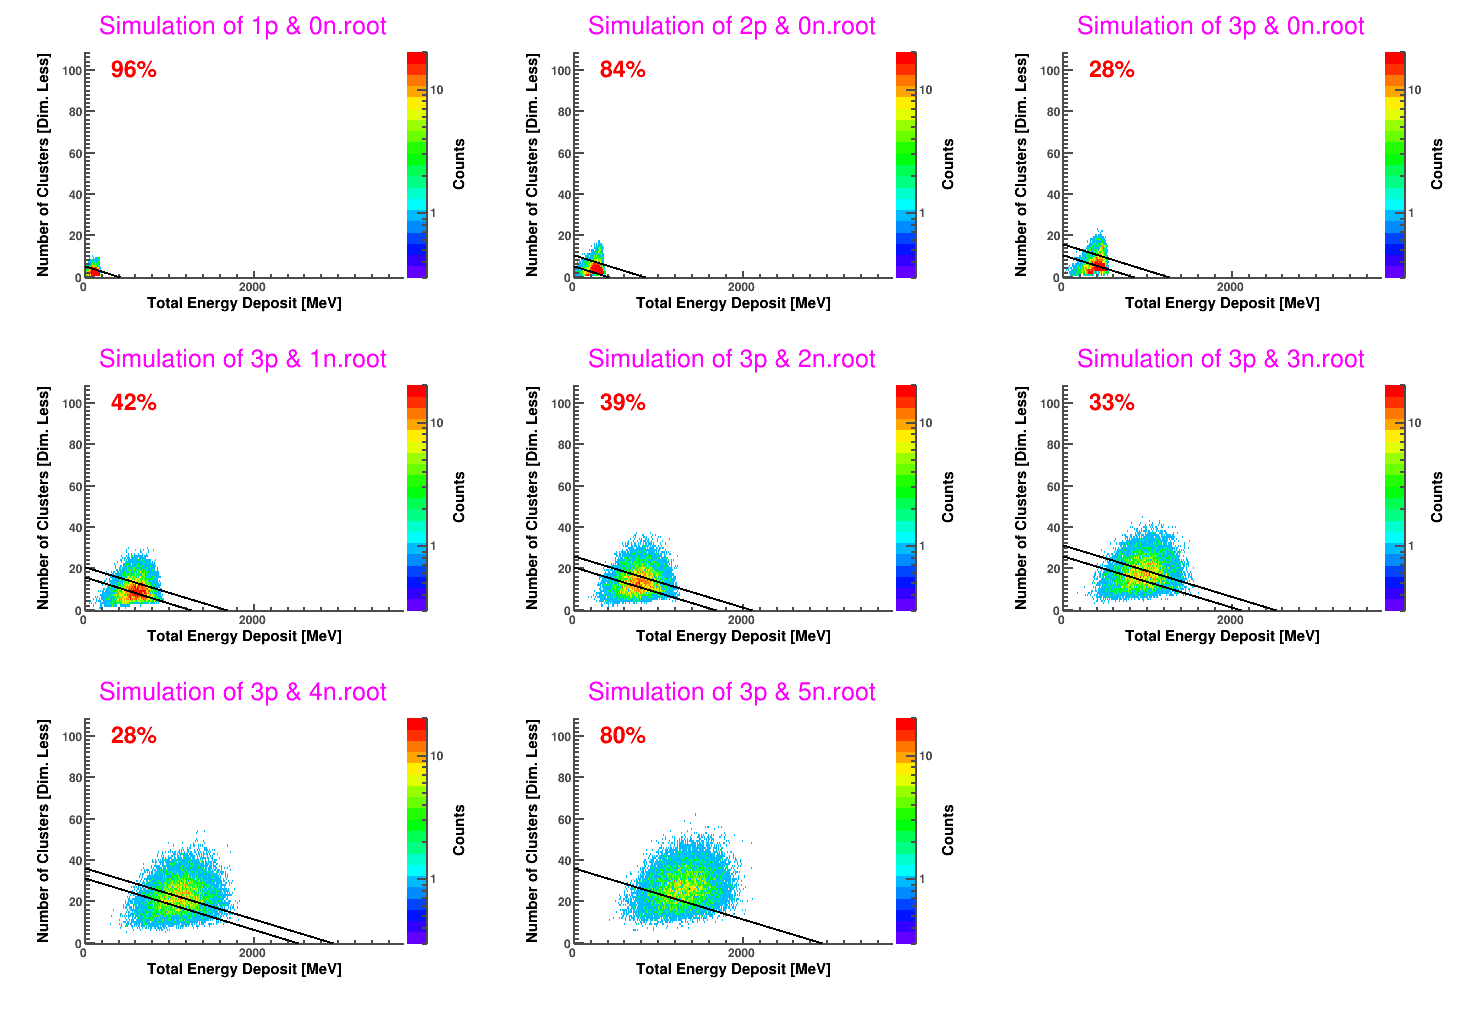 Simulation of 1p & 0n.root
96%
Number of Clusters [Dim. Less]
100
80
60
40
20
0
0
2000
Total Energy Deposit [MeV]
10
1
Counts
Simulation of 2p & 0n.root
84%
Number of Clusters [Dim. Less]
100
80
60
40
20
0
0
2000
Total Energy Deposit [MeV]
10
1
Counts
Simulation of 3p & 0n.root
28%
Number of Clusters [Dim. Less]
100
80
60
40
20
0
0
2000
Total Energy Deposit [MeV]
10
1
Counts
Simulation of 3p & 1n.root
42%
Number of Clusters [Dim. Less]
100
80
60
40
20
0
0
2000
Total Energy Deposit [MeV]
10
1
Counts
Simulation of 3p & 2n.root
39%
Number of Clusters [Dim. Less]
100
80
60
40
20
0
0
2000
Total Energy Deposit [MeV]
10
1
Counts
Simulation of 3p & 3n.root
33%
Number of Clusters [Dim. Less]
100
80
60
40
20
0
0
2000
Total Energy Deposit [MeV]
10
1
Counts
Simulation of 3p & 4n.root
28%
Number of Clusters [Dim. Less]
100
80
60
40
20
0
0
2000
Total Energy Deposit [MeV]
10
1
Counts
Simulation of 3p & 5n.root
80%
Number of Clusters [Dim. Less]
100
80
60
40
20
0
0
2000
Total Energy Deposit [MeV]
10
1
Counts